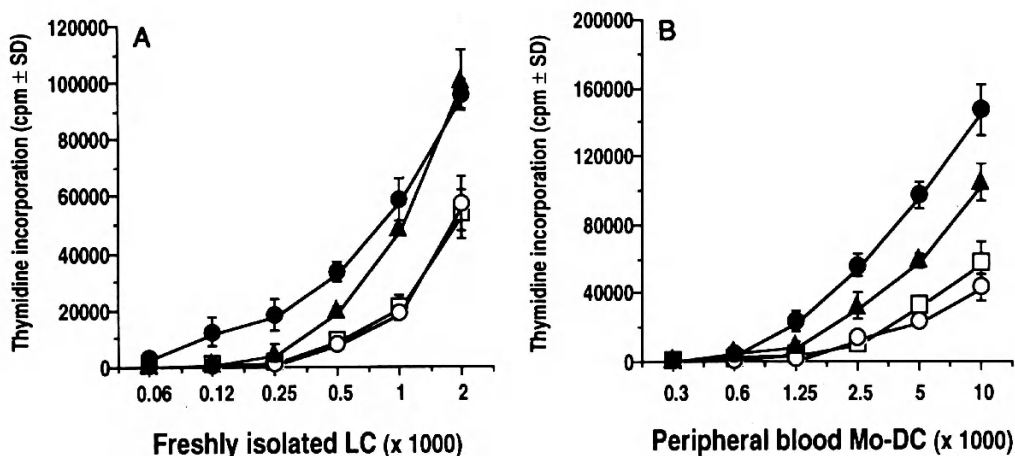 A
Thymidine incorporation (cpm ± SD)
120000
100000
80000
60000
40000
20000
0
0.06 0.12 0.25 0.5 1 2
Freshly isolated LC (x 1000)
B
Thymidine incorporation (cpm ± SD)
200000
160000
120000
80000
40000
0
0.3 0.6 1.25 2.5 5 10
Peripheral blood Mo-DC (x 1000)